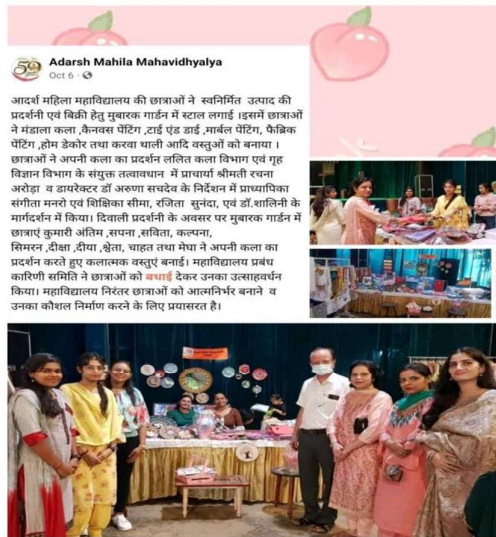 Adarsh Mahila Mahavidhyalya
Oct 6 ·
आदर्श महिला महाविद्यालय की छात्राओं ने स्वनिर्मित उत्पाद की
प्रदर्शनी एवं बिक्री हेतु मुबारक गार्डन में स्टाल लगाई ।इसमें छात्राओं
ने मंडाला कला ,कैनवस पेंटिंग ,टाई एंड डाई ,मार्बल पेंटिंग, फैब्रिक
पेंटिंग ,होम डेकोर तथा करवा थाली आदि वस्तुओं को बनाया ।
छात्राओं ने अपनी कला का प्रदर्शन ललित कला विभाग एवं गृह
विज्ञान विभाग के संयुक्त तत्वावधान में प्राचार्या श्रीमती रचना
अरोड़ा व डायरेक्टर डॉ अरुणा सचदेव के निर्देशन में प्राध्यापिका
संगीता मनरो एवं शिक्षिका सीमा, रजिता सुनंदा, एवं डॉ.शालिनी के
मार्गदर्शन में किया। दिवाली प्रदर्शनी के अवसर पर मुबारक गार्डन में
छात्राएं कुमारी अंतिम ,सपना ,सविता, कल्पना,
सिमरन ,दीक्षा ,दीया ,श्वेता, चाहत तथा मेघा ने अपनी कला का
प्रदर्शन करते हुए कलात्मक वस्तुएं बनाई। महाविद्यालय प्रबंध
कारिणी समिति ने छात्राओं को बधाई देकर उनका उत्साहवर्धन
किया। महाविद्यालय निरंतर छात्राओं को आत्मनिर्भर बनाने व
उनका कौशल निर्माण करने के लिए प्रयासरत है।